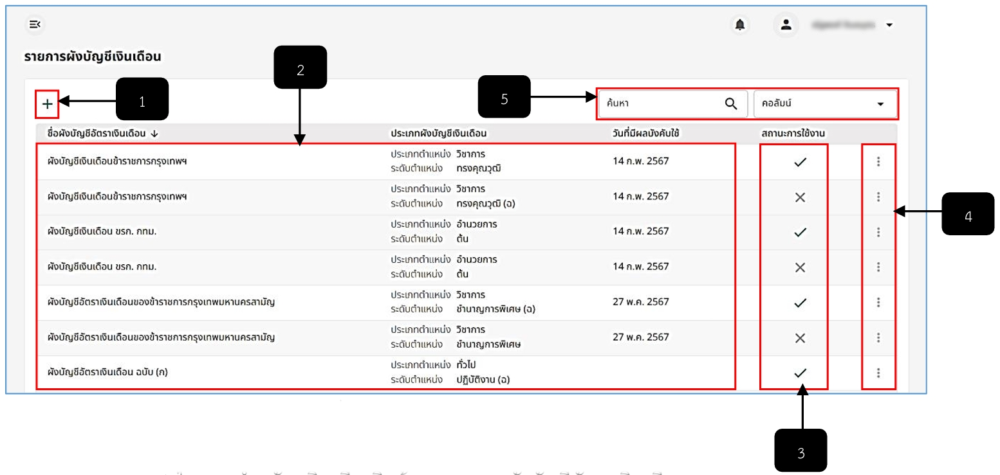 รายการผังบัญชีเงินเดือน
2
1
5
ค้นหา
คอลัมน์
ชื่อผังบัญชีอัตราเงินเดือน ประเภทผังบัญชีเงินเดือน วันที่มีผลบังคับใช้ สถานะการใช้งาน
ผังบัญชีเงินเดือนข้าราชการกรุงเทพฯ
ประเภทตำแหน่ง วิชาการ
ระดับตำแหน่ง ทรงคุณวุฒิ
14 ก.พ. 2567
ผังบัญชีเงินเดือนข้าราชการกรุงเทพฯ
ประเภทตำแหน่ง วิชาการ
ระดับตำแหน่ง ทรงคุณวุฒิ (ฉ)
14 ก.พ. 2567
4
ผังบัญชีเงินเดือน ขรก. กทม.
ประเภทตำแหน่ง อำนวยการ
ระดับตำแหน่ง ต้น
14 ก.พ. 2567
ผังบัญชีเงินเดือน ขรก. กทม.
ประเภทตำแหน่ง อำนวยการ
ระดับตำแหน่ง ต้น
14 ก.พ. 2567
ผังบัญชีอัตราเงินเดือนของข้าราชการกรุงเทพมหานครสามัญ
ประเภทตำแหน่ง วิชาการ
ระดับตำแหน่ง ชำนาญการพิเศษ (ฉ)
27 พ.ค. 2567
ผังบัญชีอัตราเงินเดือนของข้าราชการกรุงเทพมหานครสามัญ
ประเภทตำแหน่ง วิชาการ
ระดับตำแหน่ง ชำนาญการพิเศษ
27 พ.ค. 2567
ผังบัญชีอัตราเงินเดือน ฉบับ (ก)
ประเภทตำแหน่ง ทั่วไป
ระดับตำแหน่ง ปฏิบัติงาน (ฉ)
3